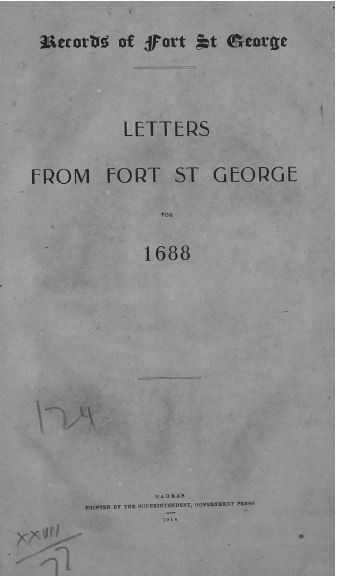 Records of Fort St George
LETTERS
FROM FORT ST GEORGE
FOR
1688
124
MADRAS
PRINTED BY THE SUPERINTENDENT, GOVERNMENT PRESS
XXVII
77